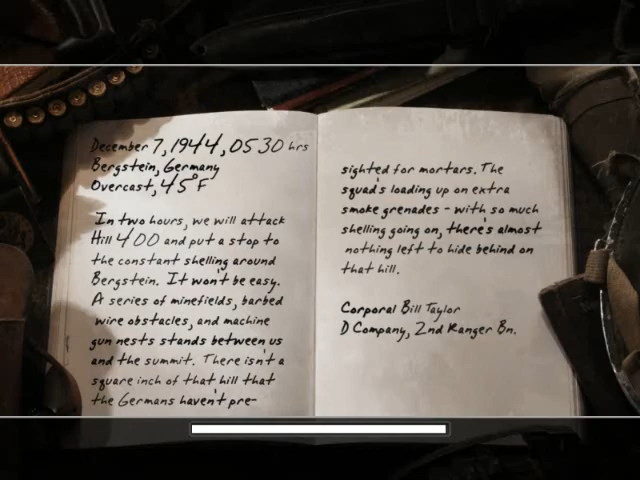 December 7, 1944, 0530 hrs
Bergstein, Germany
Overcast, 45°F
In two hours, we will attack
Hill 400 and put a stop to
the constant shelling around
Bergstein. It won't be easy.
A series of minefields, barbed
wire obstacles, and machine
gun nests stands between us
and the summit. There isn't a
square inch of that hill that
the Germans haven't pre-
sighted for mortars. The
squad's loading up on extra
smoke grenades - with so much
shelling going on, there's almost
nothing left to hide behind on
that hill.
Corporal Bill Taylor
D Company, 2nd Ranger Bn.